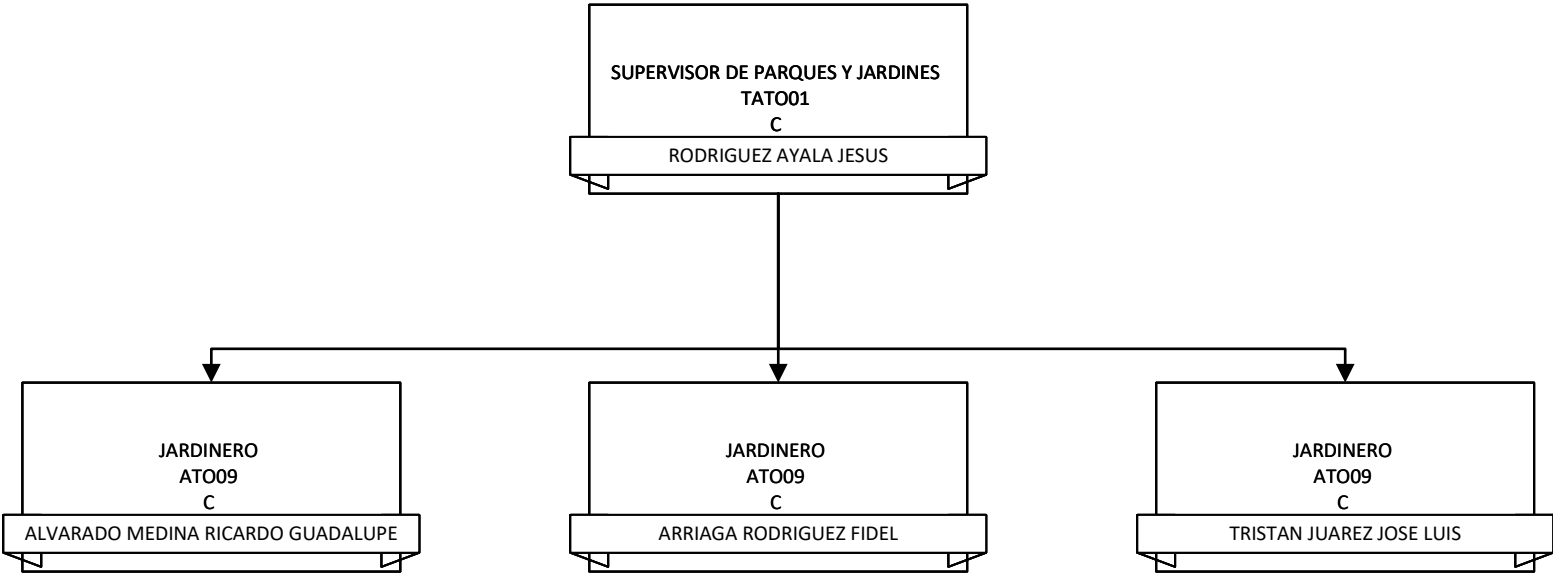 SUPERVISOR DE PARQUES Y JARDINES
TATO01
C
RODRIGUEZ AYALA JESUS
JARDINERO
ATO09
C
ALVARADO MEDINA RICARDO GUADALUPE
JARDINERO
ATO09
C
ARRIAGA RODRIGUEZ FIDEL
JARDINERO
ATO09
C
TRISTAN JUAREZ JOSE LUIS